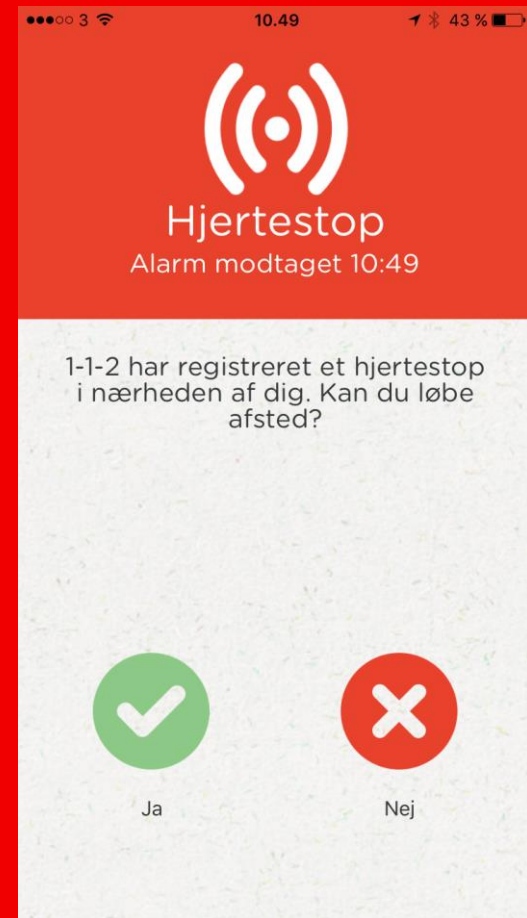 3 10.49 43 %
Hjertestop
Alarm modtaget 10:49
1-1-2 har registreret et hjertestop
i nærheden af dig. Kan du løbe
afsted?
Ja Nej